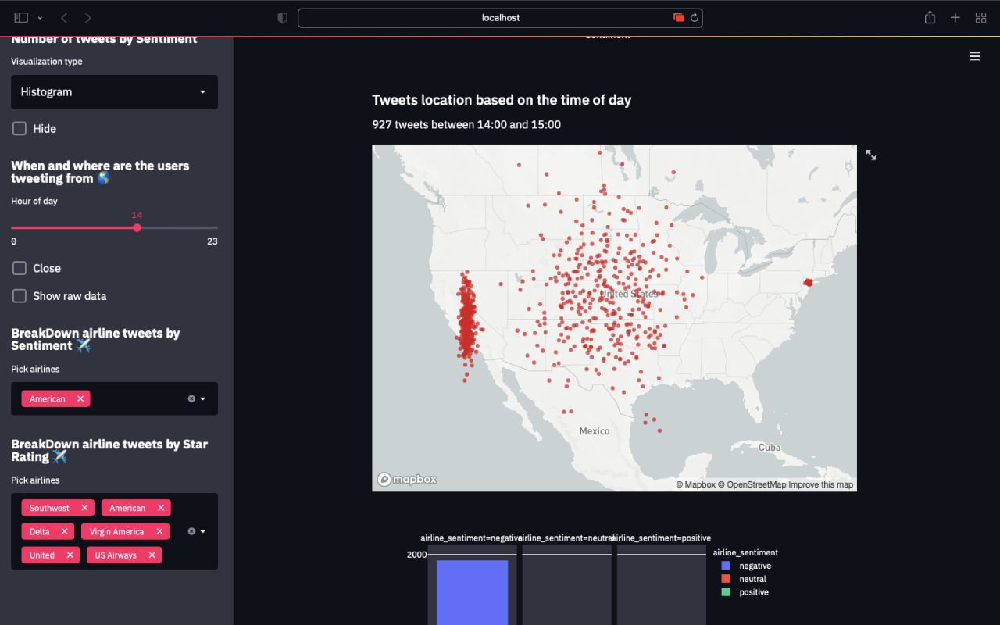 localhost
Number of tweets by Sentiment
Visualization type
Histogram
Hide
When and where are the users
tweeting from 🌎
Hour of day
14
0
23
Close
Show raw data
BreakDown airline tweets by
Sentiment ✈️
Pick airlines
American
BreakDown airline tweets by Star
Rating ✈️
Pick airlines
Southwest
American
Delta
Virgin America
United
US Airways
Tweets location based on the time of day
927 tweets between 14:00 and 15:00
United States
Mexico
Cuba
mapbox
© Mapbox © OpenStreetMap Improve this map
airline_sentiment=negative
airline_sentiment=neutral
airline_sentiment=positive
2000
airline_sentiment
negative
neutral
positive